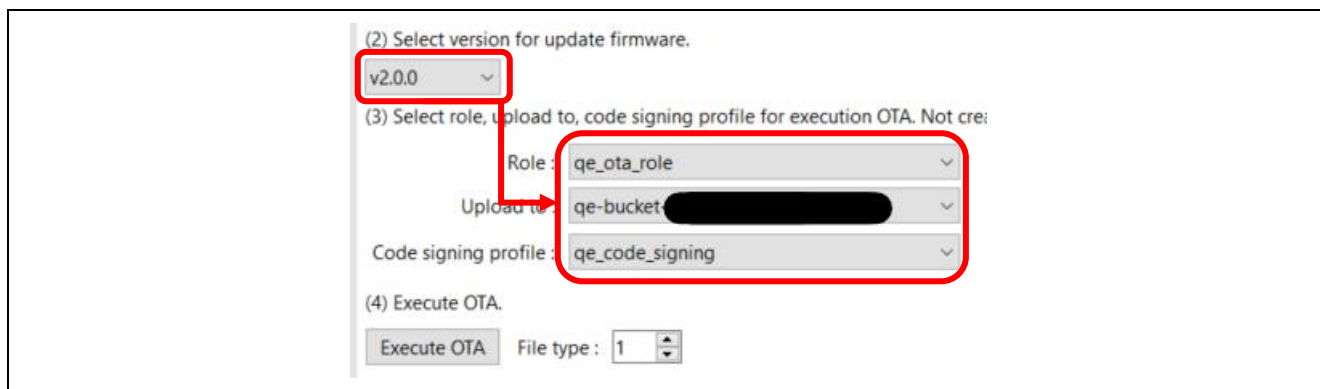 (2) Select version for update firmware.
v2.0.0
(3) Select role, upload to, code signing profile for execution OTA. Not
Role : qe_ota_role
Upload to : qe-bucket-
Code signing profile : qe_code_signing
(4) Execute OTA.
Execute OTA File type : 1